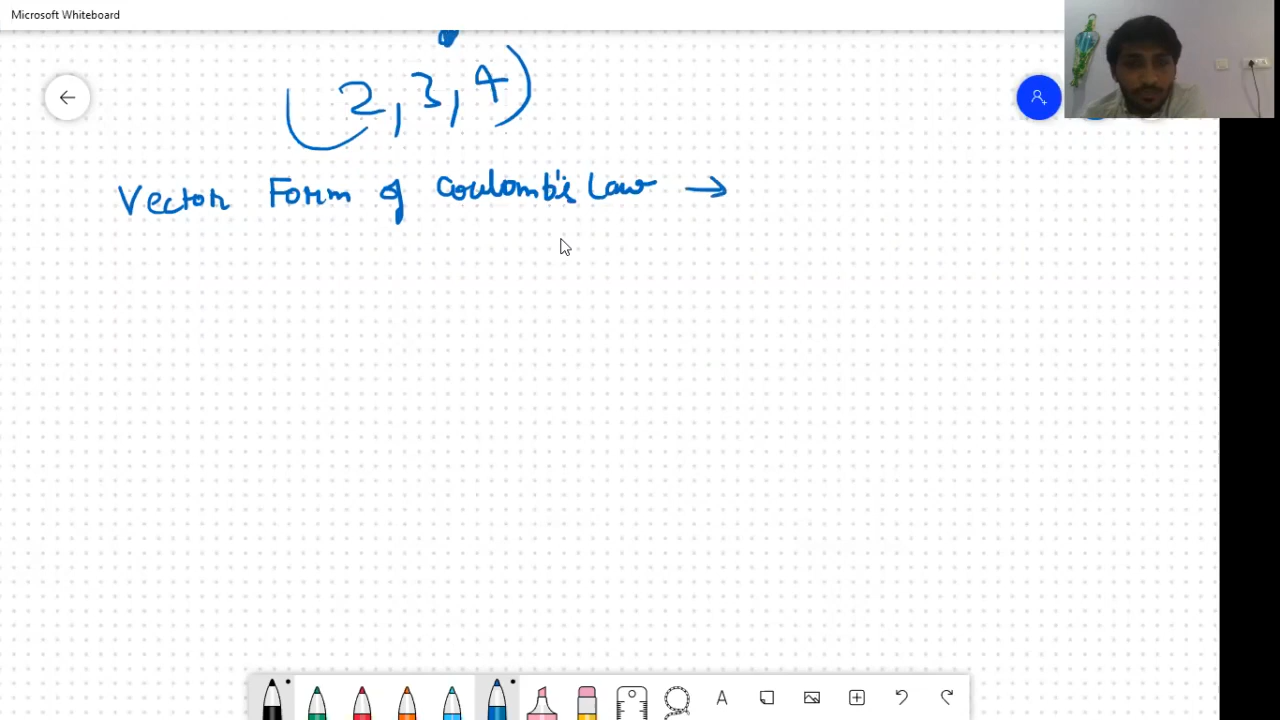 Microsoft Whiteboard
(2,3,4)
Vector Form of Coulomb's Law →
A